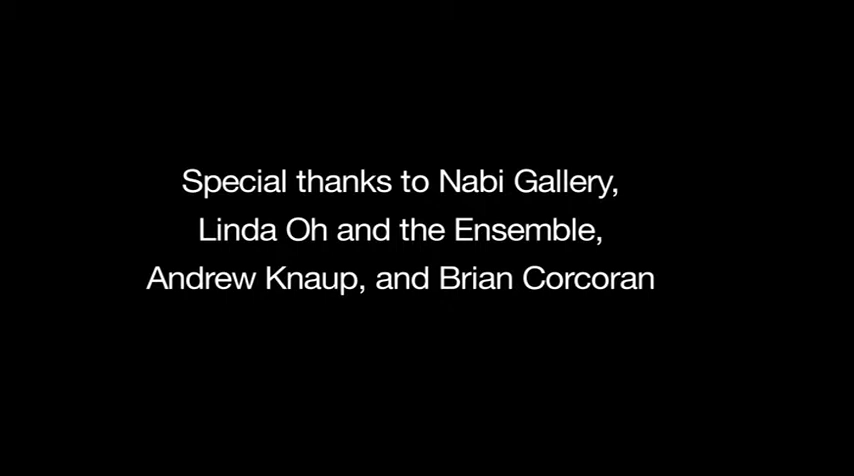 Special thanks to Nabi Gallery,
Linda Oh and the Ensemble,
Andrew Knaup, and Brian Corcoran